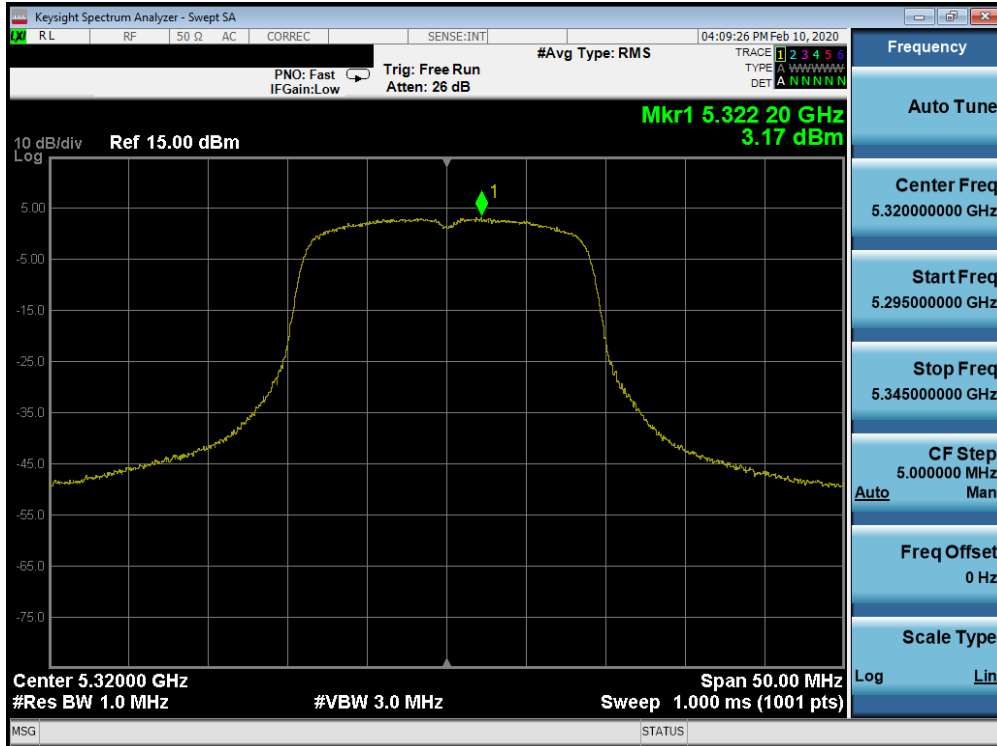 Keysight Spectrum Analyzer - Swept SA
LXI RL RF 50 Ω AC CORREC SENSE:INT 04:09:26 PM Feb 10, 2020
Frequency
#Avg Type: RMS
TRACE 1 2 3 4 5 6
TYPE A WWWWW
DET A N N N N N
PNO: Fast
IFGain:Low
Trig: Free Run
Atten: 26 dB
Auto Tune
Mkr1 5.322 20 GHz
3.17 dBm
10 dB/div
Log
Ref 15.00 dBm
1
5.00
-5.00
-15.0
-25.0
-35.0
-45.0
-55.0
-65.0
-75.0
Center Freq
5.320000000 GHz
Start Freq
5.295000000 GHz
Stop Freq
5.345000000 GHz
CF Step
5.000000 MHz
Auto Man
Freq Offset
0 Hz
Scale Type
Log Lin
Center 5.32000 GHz
Span 50.00 MHz
#Res BW 1.0 MHz
#VBW 3.0 MHz
Sweep 1.000 ms (1001 pts)
MSG
STATUS